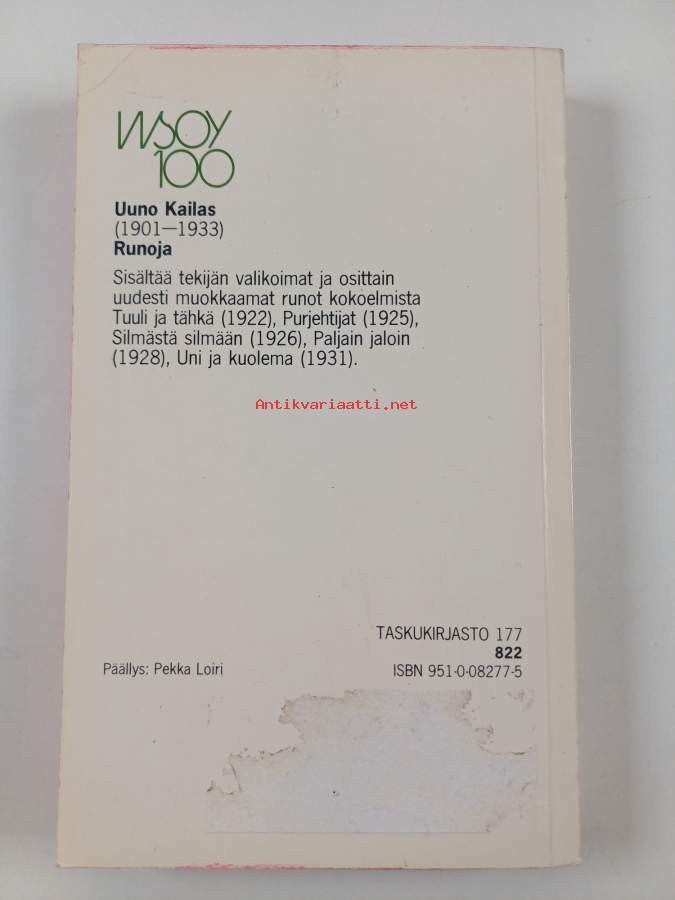 WSOY
100
Uuno Kailas
(1901—1933)
Runoja
Sisältää tekijän valikoimat ja osittain
uudesti muokkaamat runot kokoelmista
Tuuli ja tähkä (1922), Purjehtijat (1925),
Silmästä silmään (1926), Paljain jaloin
(1928), Uni ja kuolema (1931).
Antikvariaatti.net
TASKUKIRJASTO 177
822
Päällys: Pekka Loiri
ISBN 951-0-08277-5